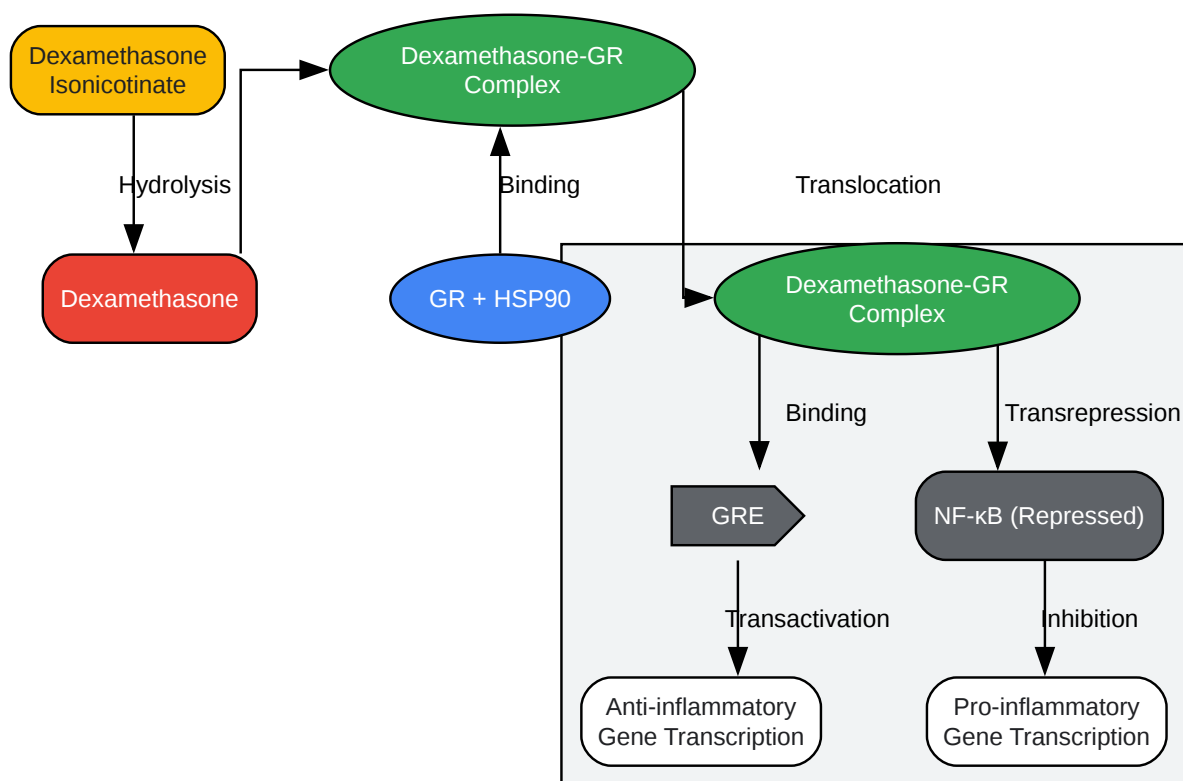 Dexamethasone
Isonicotinate
Dexamethasone-GR
Complex
Hydrolysis
Binding
Translocation
Dexamethasone
GR + HSP90
Dexamethasone-GR
Complex
Binding
Transrepression
GRE
NF-κB (Repressed)
Transactivation
Inhibition
Anti-inflammatory
Gene Transcription
Pro-inflammatory
Gene Transcription